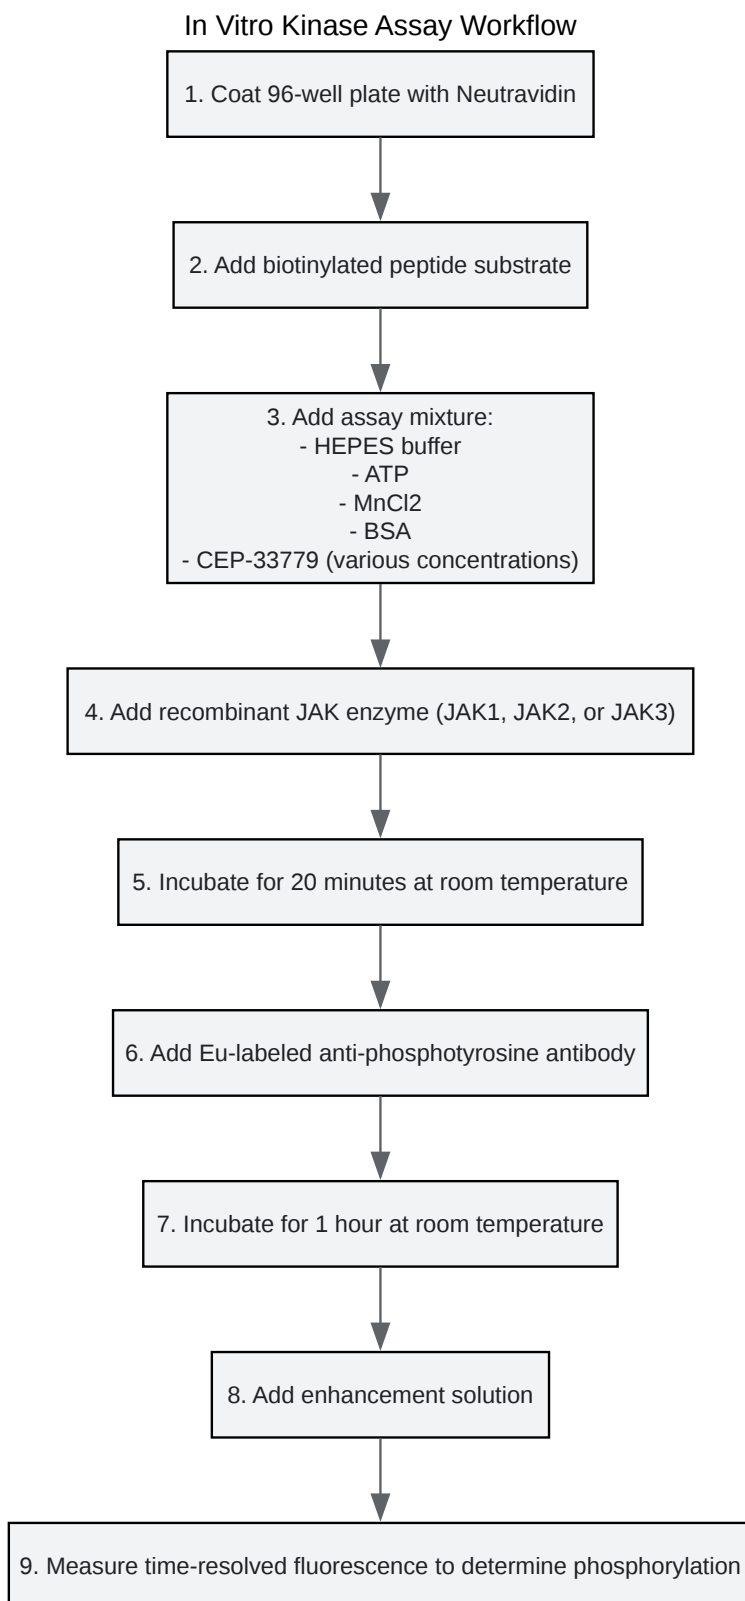 In Vitro Kinase Assay Workflow
1. Coat 96-well plate with Neutravidin
2. Add biotinylated peptide substrate
3. Add assay mixture:
- HEPES buffer
- ATP
- MnCl2
- BSA
- CEP-33779 (various concentrations)
4. Add recombinant JAK enzyme (JAK1, JAK2, or JAK3)
5. Incubate for 20 minutes at room temperature
6. Add Eu-labeled anti-phosphotyrosine antibody
7. Incubate for 1 hour at room temperature
8. Add enhancement solution
9. Measure time-resolved fluorescence to determine phosphorylation